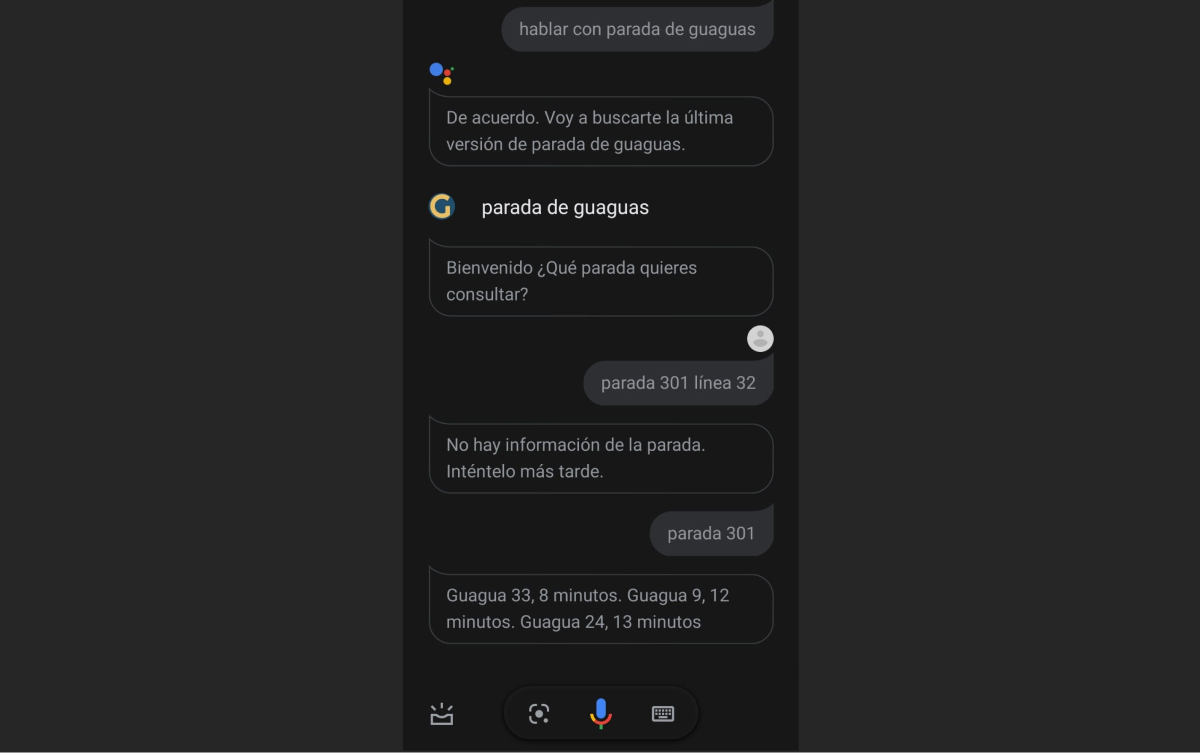 hablar con parada de guaguas
De acuerdo. Voy a buscarte la última
versión de parada de guaguas.
G
parada de guaguas
Bienvenido ¿Qué parada quieres
consultar?
parada 301 línea 32
No hay información de la parada.
Inténtelo más tarde.
parada 301
Guagua 33, 8 minutos. Guagua 9, 12
minutos. Guagua 24, 13 minutos